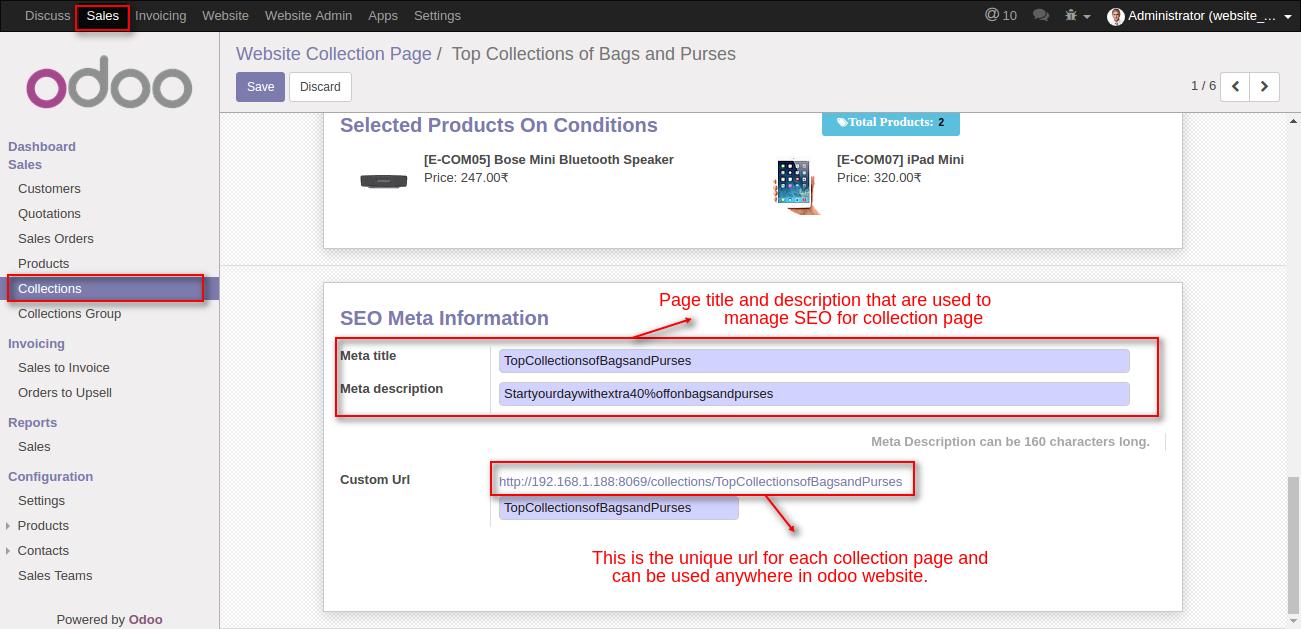 Discuss Sales Invoicing Website Website Admin Apps Settings
@ 10 Administrator (website_...
odoo
Website Collection Page / Top Collections of Bags and Purses
Save Discard
1 / 6
Dashboard
Sales
Customers
Quotations
Sales Orders
Products
Collections
Collections Group
Invoicing
Sales to Invoice
Orders to Upsell
Reports
Sales
Configuration
Settings
Products
Contacts
Sales Teams
Powered by Odoo
Selected Products On Conditions
Total Products: 2
[E-COM05] Bose Mini Bluetooth Speaker
Price: 247.00₹
[E-COM07] iPad Mini
Price: 320.00₹
Page title and description that are used to
manage SEO for collection page
SEO Meta Information
Meta title TopCollectionsofBagsandPurses
Meta description Startyourdaywithextra40%offonbagsandpurses
Meta Description can be 160 characters long.
Custom Url http://192.168.1.188:8069/collections/TopCollectionsofBagsandPurses
TopCollectionsofBagsandPurses
This is the unique url for each collection page and
can be used anywhere in odoo website.